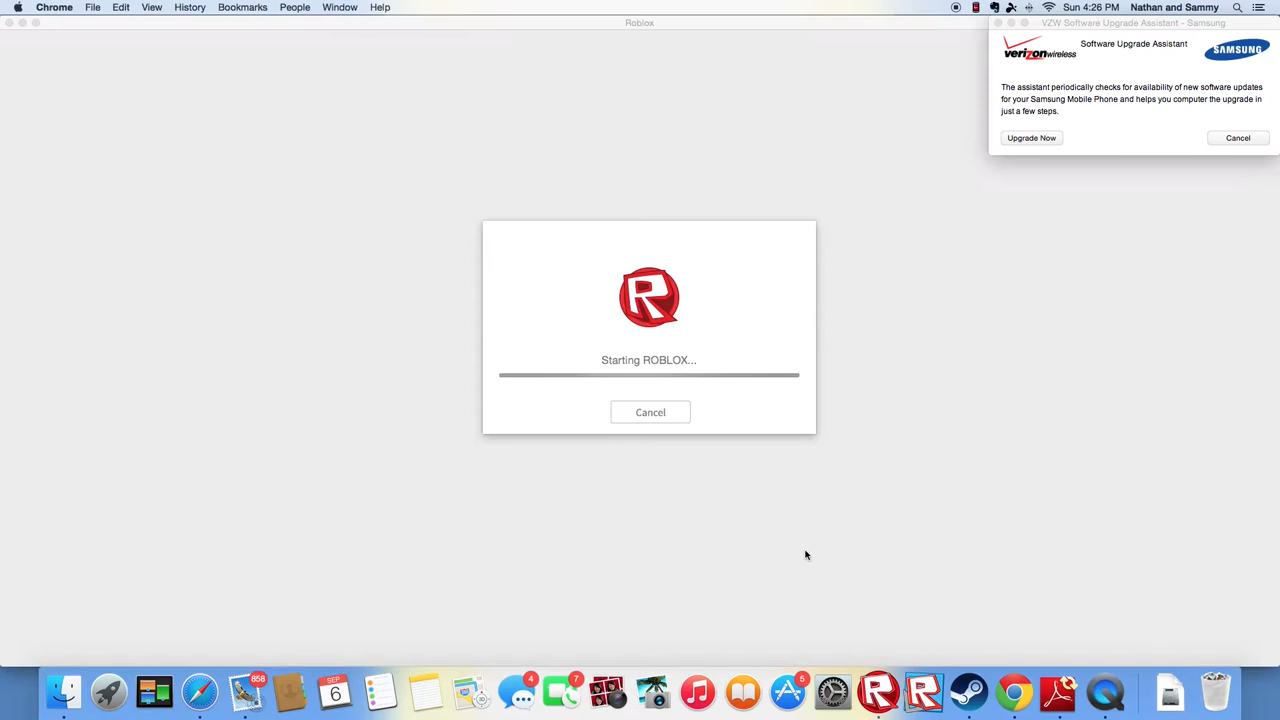 Chrome File Edit View History Bookmarks People Window Help Sun 4:26 PM Nathan and Sammy
Roblox
VZW Software Upgrade Assistant - Samsung
verizonwireless Software Upgrade Assistant SAMSUNG
The assistant periodically checks for availability of new software updates
for your Samsung Mobile Phone and helps you computer the upgrade in
just a few steps.
Upgrade Now Cancel
R
Starting ROBLOX...
Cancel
858 SEP 6 4 7 5 R R